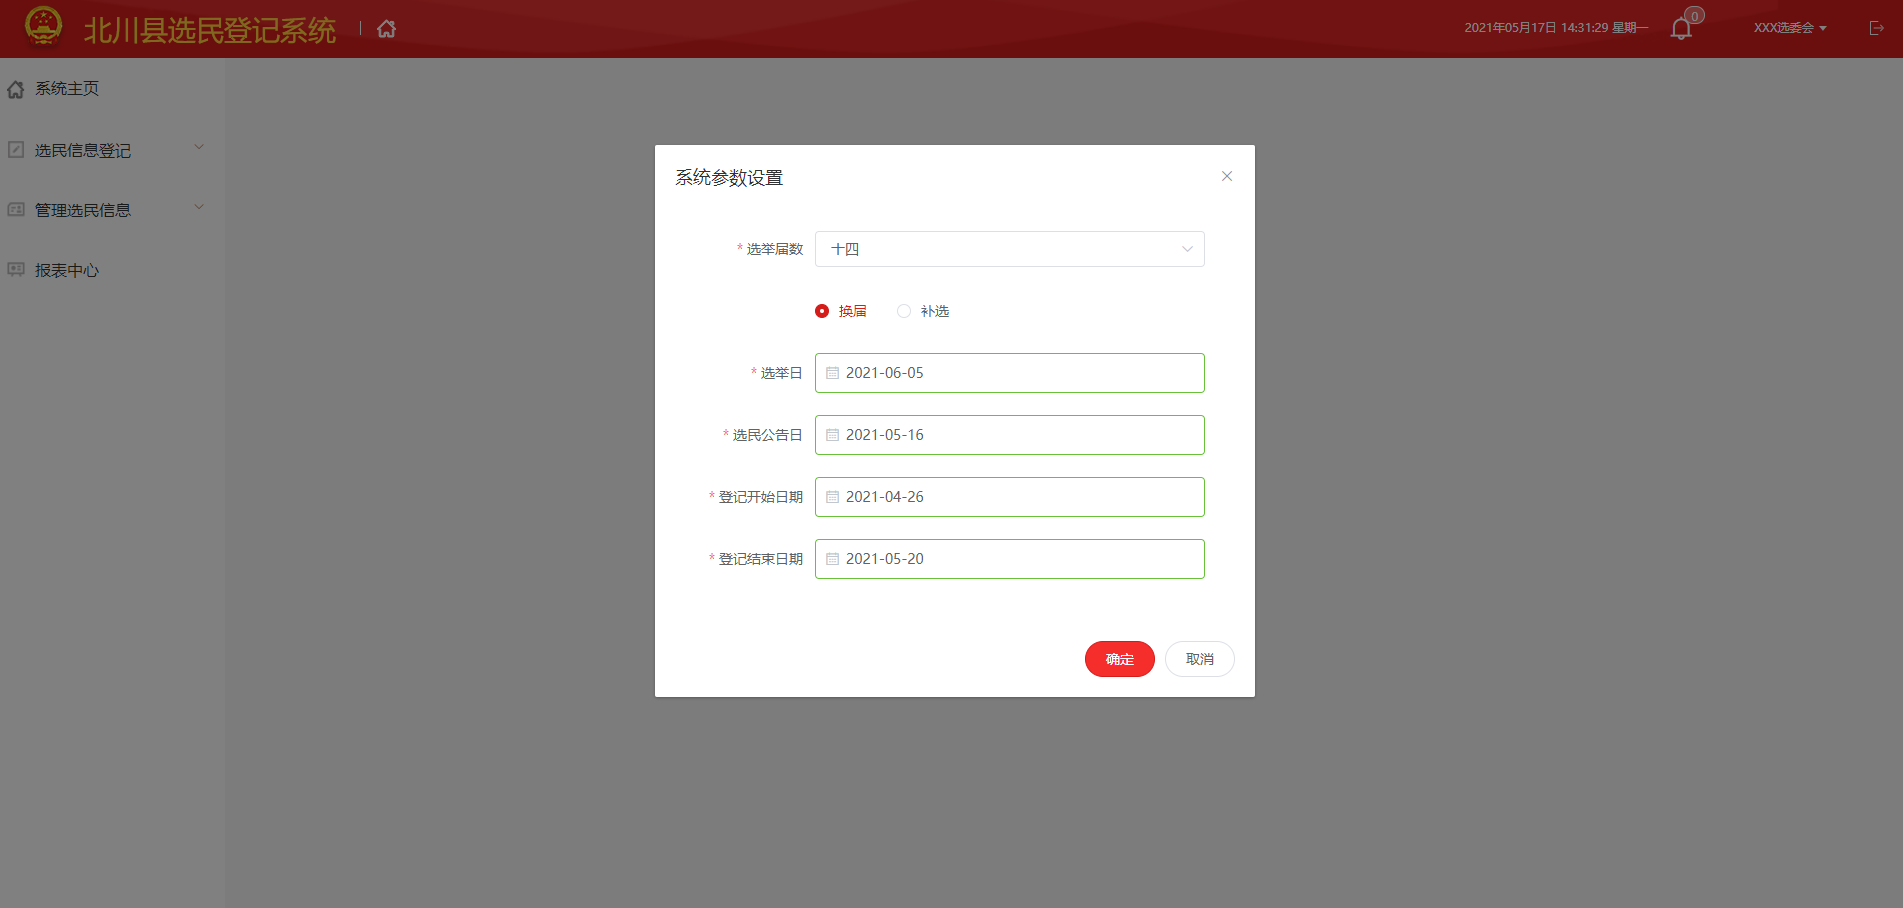 北川县选民登记系统
2021年05月17日 14:31:29 星期一
0
XXX选委会
系统主页
选民信息登记
管理选民信息
报表中心
系统参数设置
* 选举届数 十四
换届 补选
* 选举日 2021-06-05
* 选民公告日 2021-05-16
* 登记开始日期 2021-04-26
* 登记结束日期 2021-05-20
确定 取消